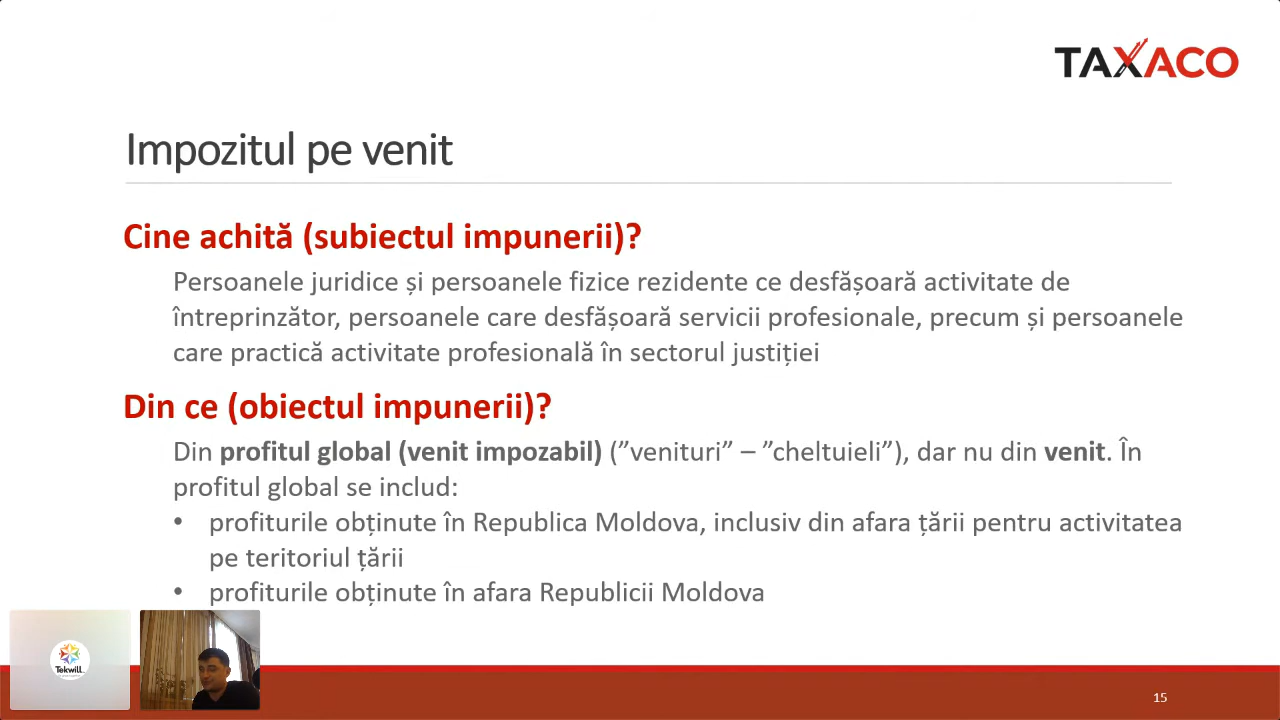 TAXACO
Impozitul pe venit
Cine achită (subiectul impunerii)?
Persoanele juridice și persoanele fizice rezidente ce desfășoară activitate de
întreprinzător, persoanele care desfășoară servicii profesionale, precum și persoanele
care practică activitate profesională în sectorul justiției
Din ce (obiectul impunerii)?
Din profitul global (venit impozabil) (”venituri” – ”cheltuieli”), dar nu din venit. În
profitul global se includ:
• profiturile obținute în Republica Moldova, inclusiv din afara țării pentru activitatea
pe teritoriul țării
• profiturile obținute în afara Republicii Moldova
Tekwill
15